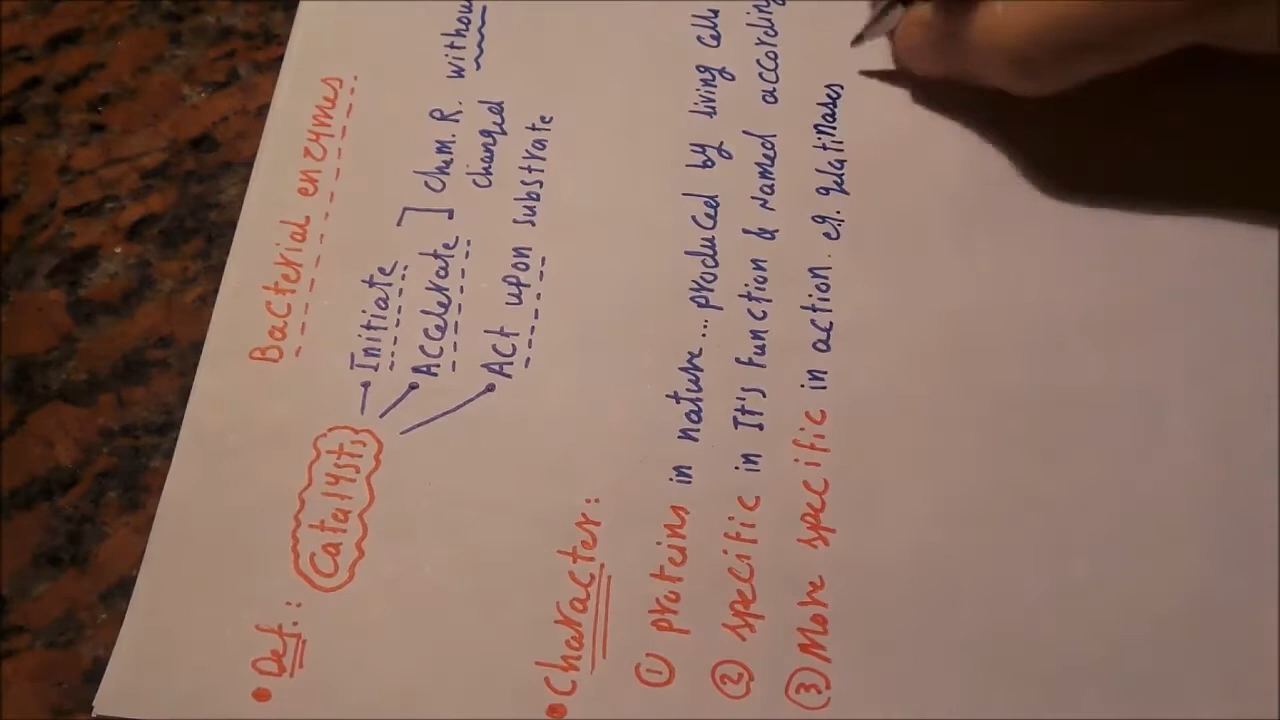 Bacterial enzymes
• Def.:
Catalysts
Initiate
Accelerate ] chem. R. withou
changed
Act upon substrate
• Character:
① proteins in nature... produced by living cells
② specific in It's function & Named according
③ More specific in action. e.g. gelatinases